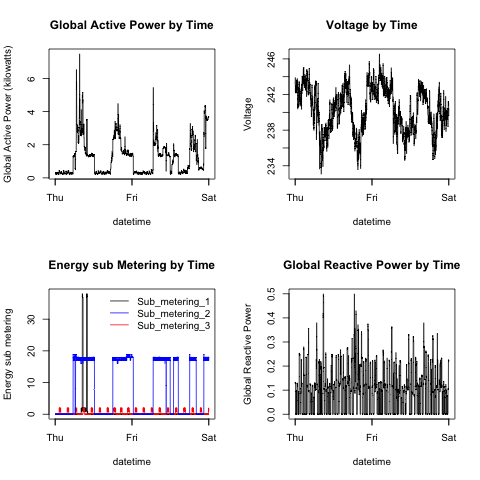 Global Active Power by Time
Global Active Power (kilowatts)
6
4
2
0
Thu Fri Sat
datetime
Voltage by Time
Voltage
246
242
238
234
Thu Fri Sat
datetime
Energy sub Metering by Time
Energy sub metering
30
20
10
0
Sub_metering_1
Sub_metering_2
Sub_metering_3
Thu Fri Sat
datetime
Global Reactive Power by Time
Global Reactive Power
0.5
0.4
0.3
0.2
0.1
0.0
Thu Fri Sat
datetime